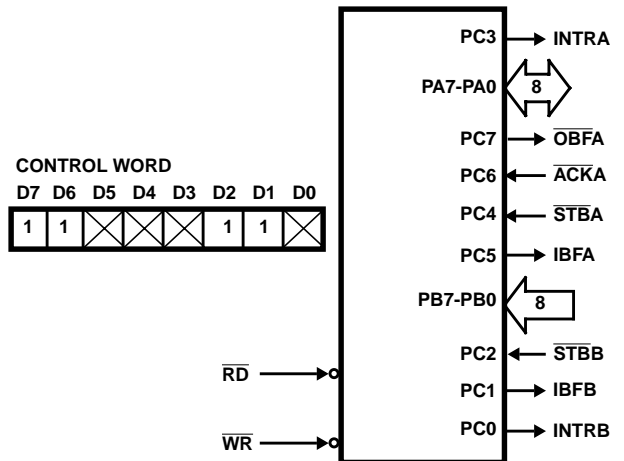 PC3 INTRA
PA7-PA0 8
PC7 OBFA
CONTROL WORD
PC6 ACKA
D7 D6 D5 D4 D3 D2 D1 D0
PC4 STBA
1 1 1 1
PC5 IBFA
PB7-PB0 8
PC2 STBB
RD
PC1 IBFB
PC0 INTRB
WR